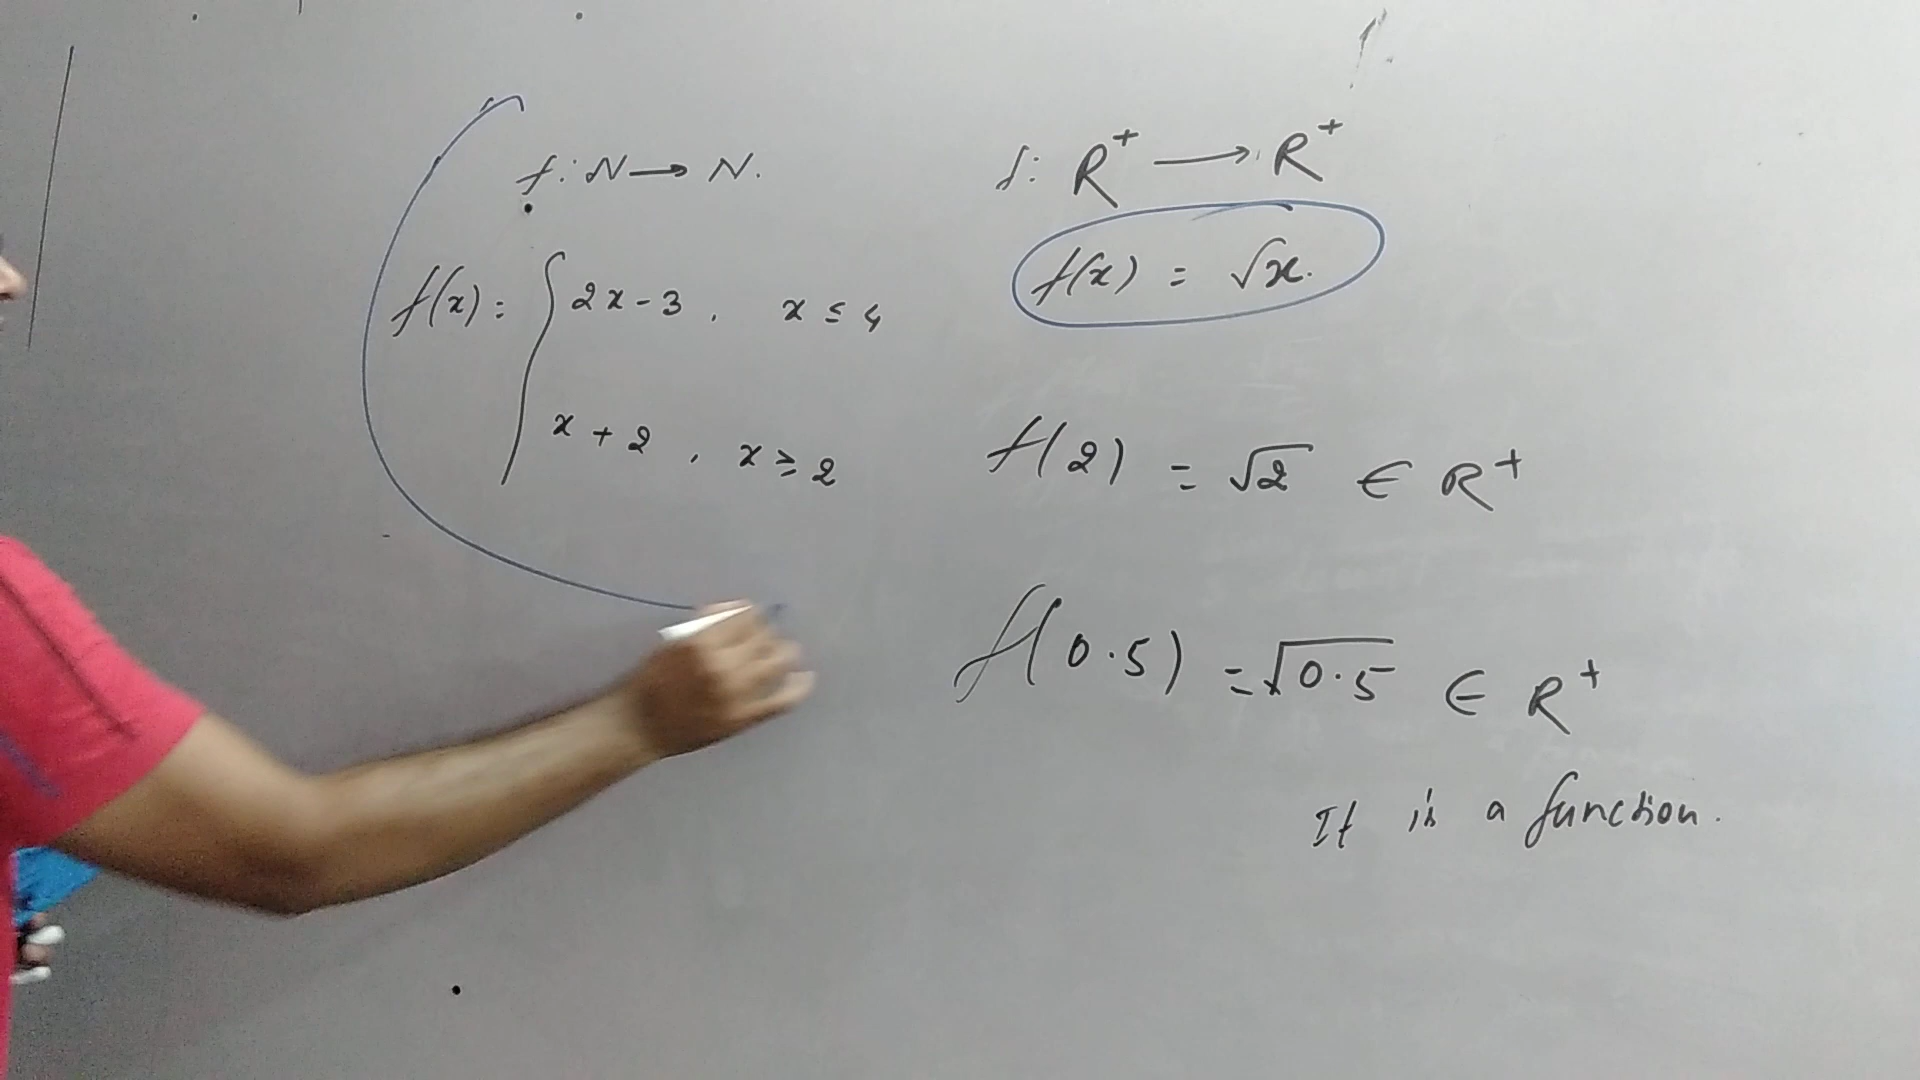 f: N → N.
f(x) = { 2x - 3 , x ≤ 4
x + 2 , x ≥ 2
f: R⁺ → R⁺
f(x) = √x.
f(2) = √2 ∈ R⁺
f(0.5) = √0.5 ∈ R⁺
It is a function.